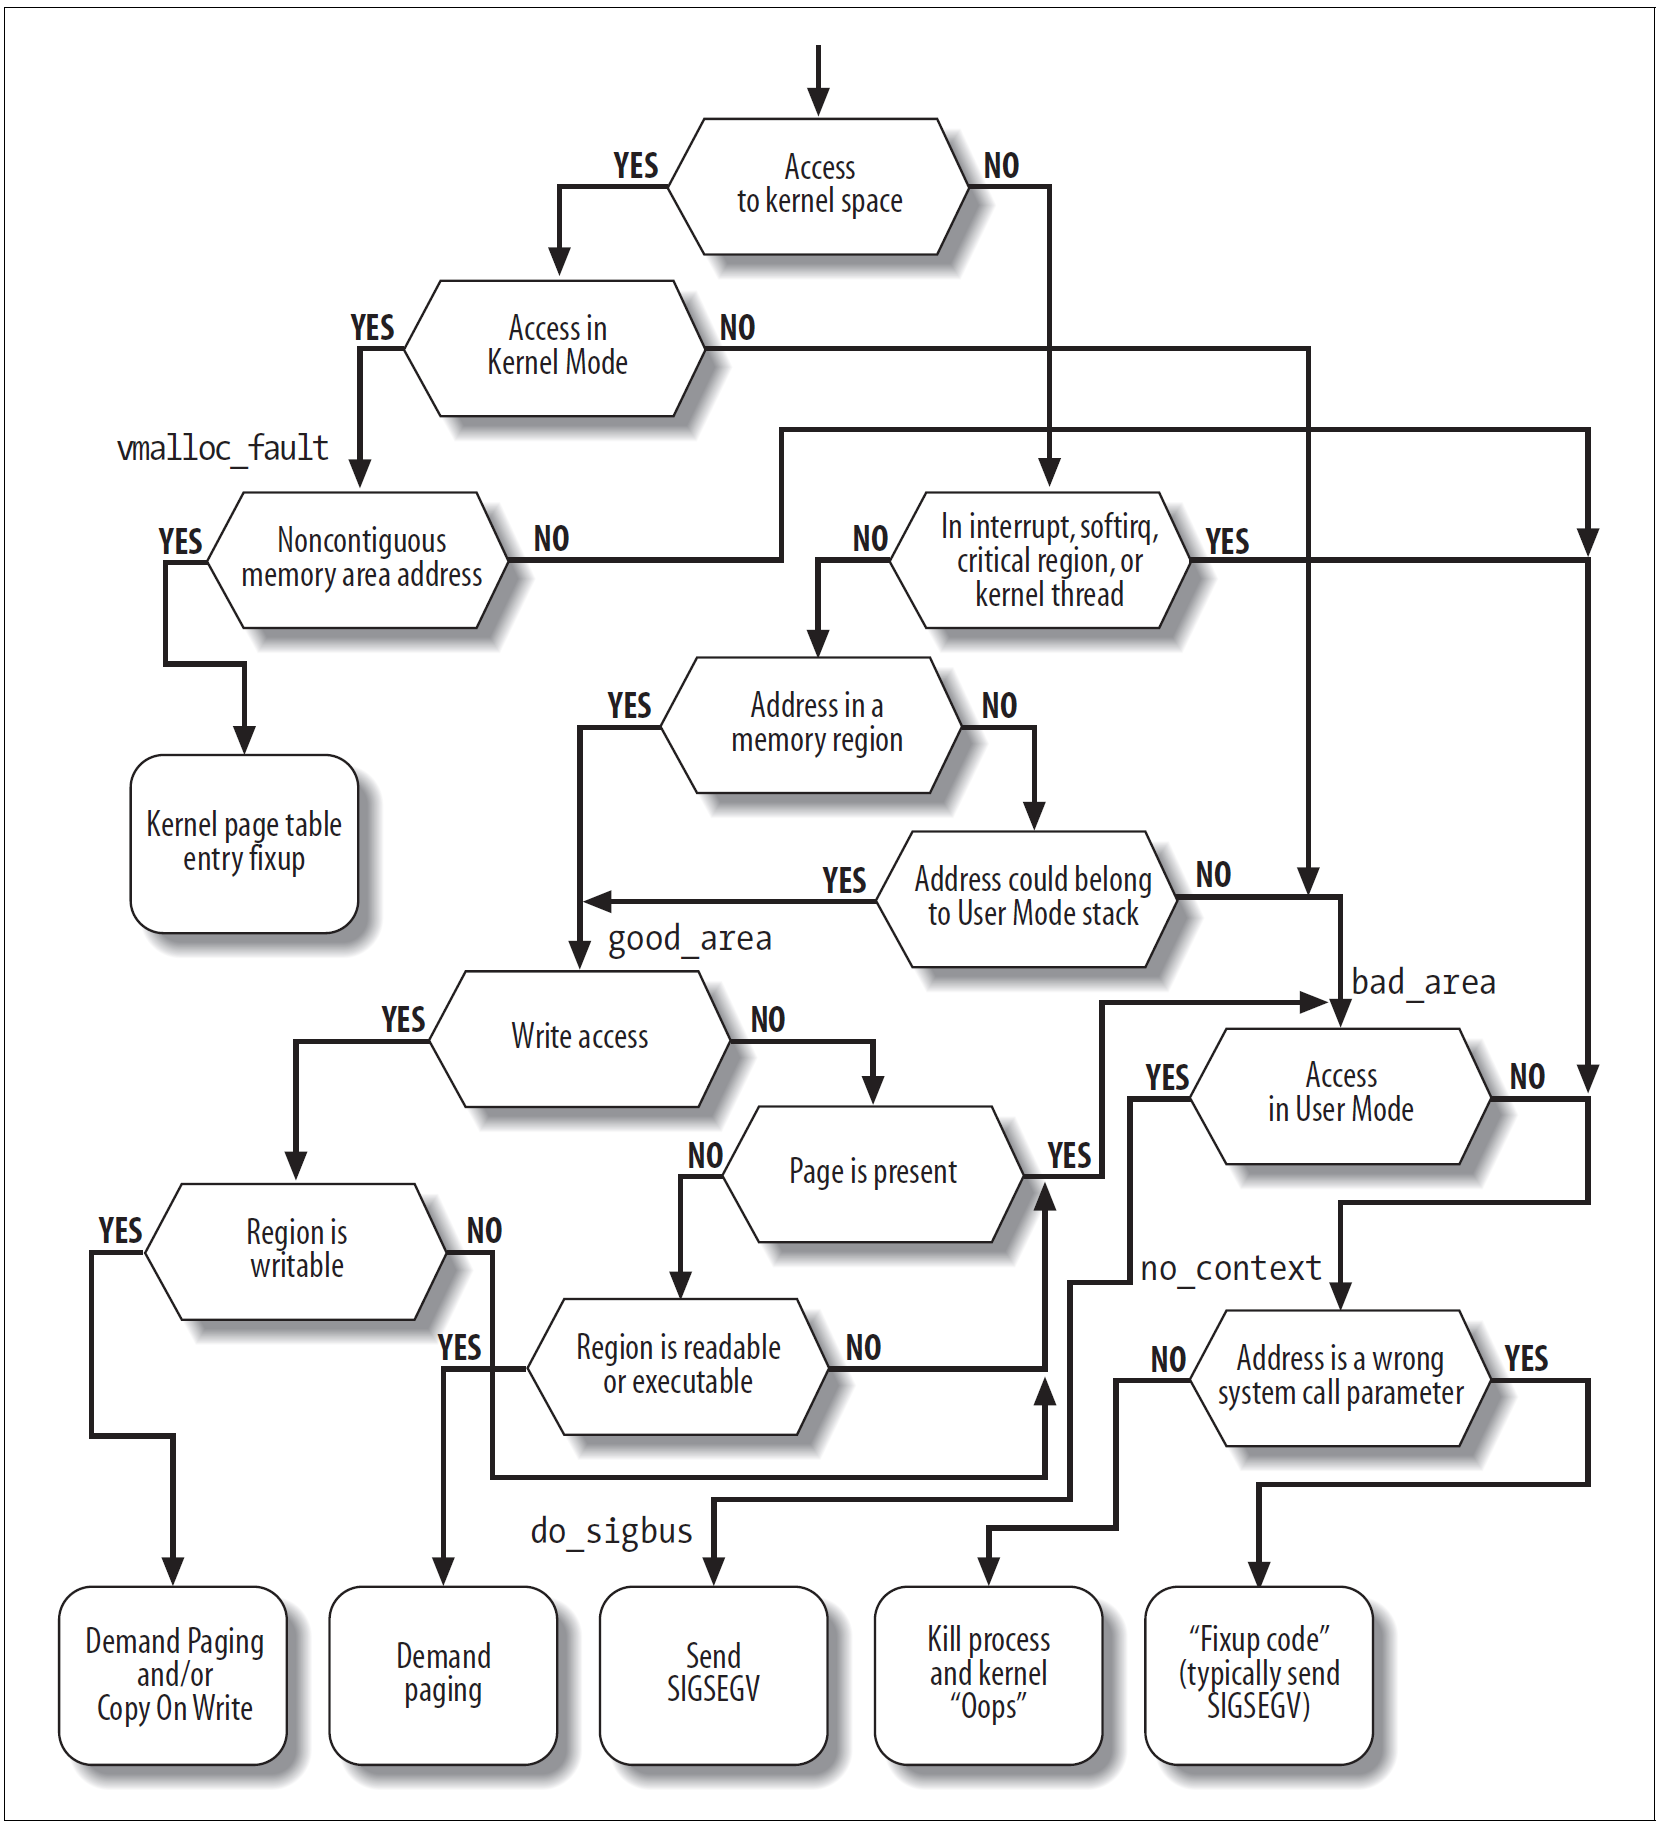 YES
Access
to kernel space
NO
YES
Access in
Kernel Mode
NO
vmalloc_fault
YES
Noncontiguous
memory area address
NO
NO
In interrupt, softirq,
critical region, or
kernel thread
YES
YES
Address in a
memory region
NO
Kernel page table
entry fixup
YES
Address could belong
to User Mode stack
NO
good_area
bad_area
YES
Write access
NO
YES
Access
in User Mode
NO
NO
Page is present
YES
YES
Region is
writable
NO
no_context
YES
Region is readable
or executable
NO
NO
Address is a wrong
system call parameter
YES
do_sigbus
Demand Paging
and/or
Copy On Write
Demand
paging
Send
SIGSEGV
Kill process
and kernel
“Oops”
“Fixup code”
(typically send
SIGSEGV)